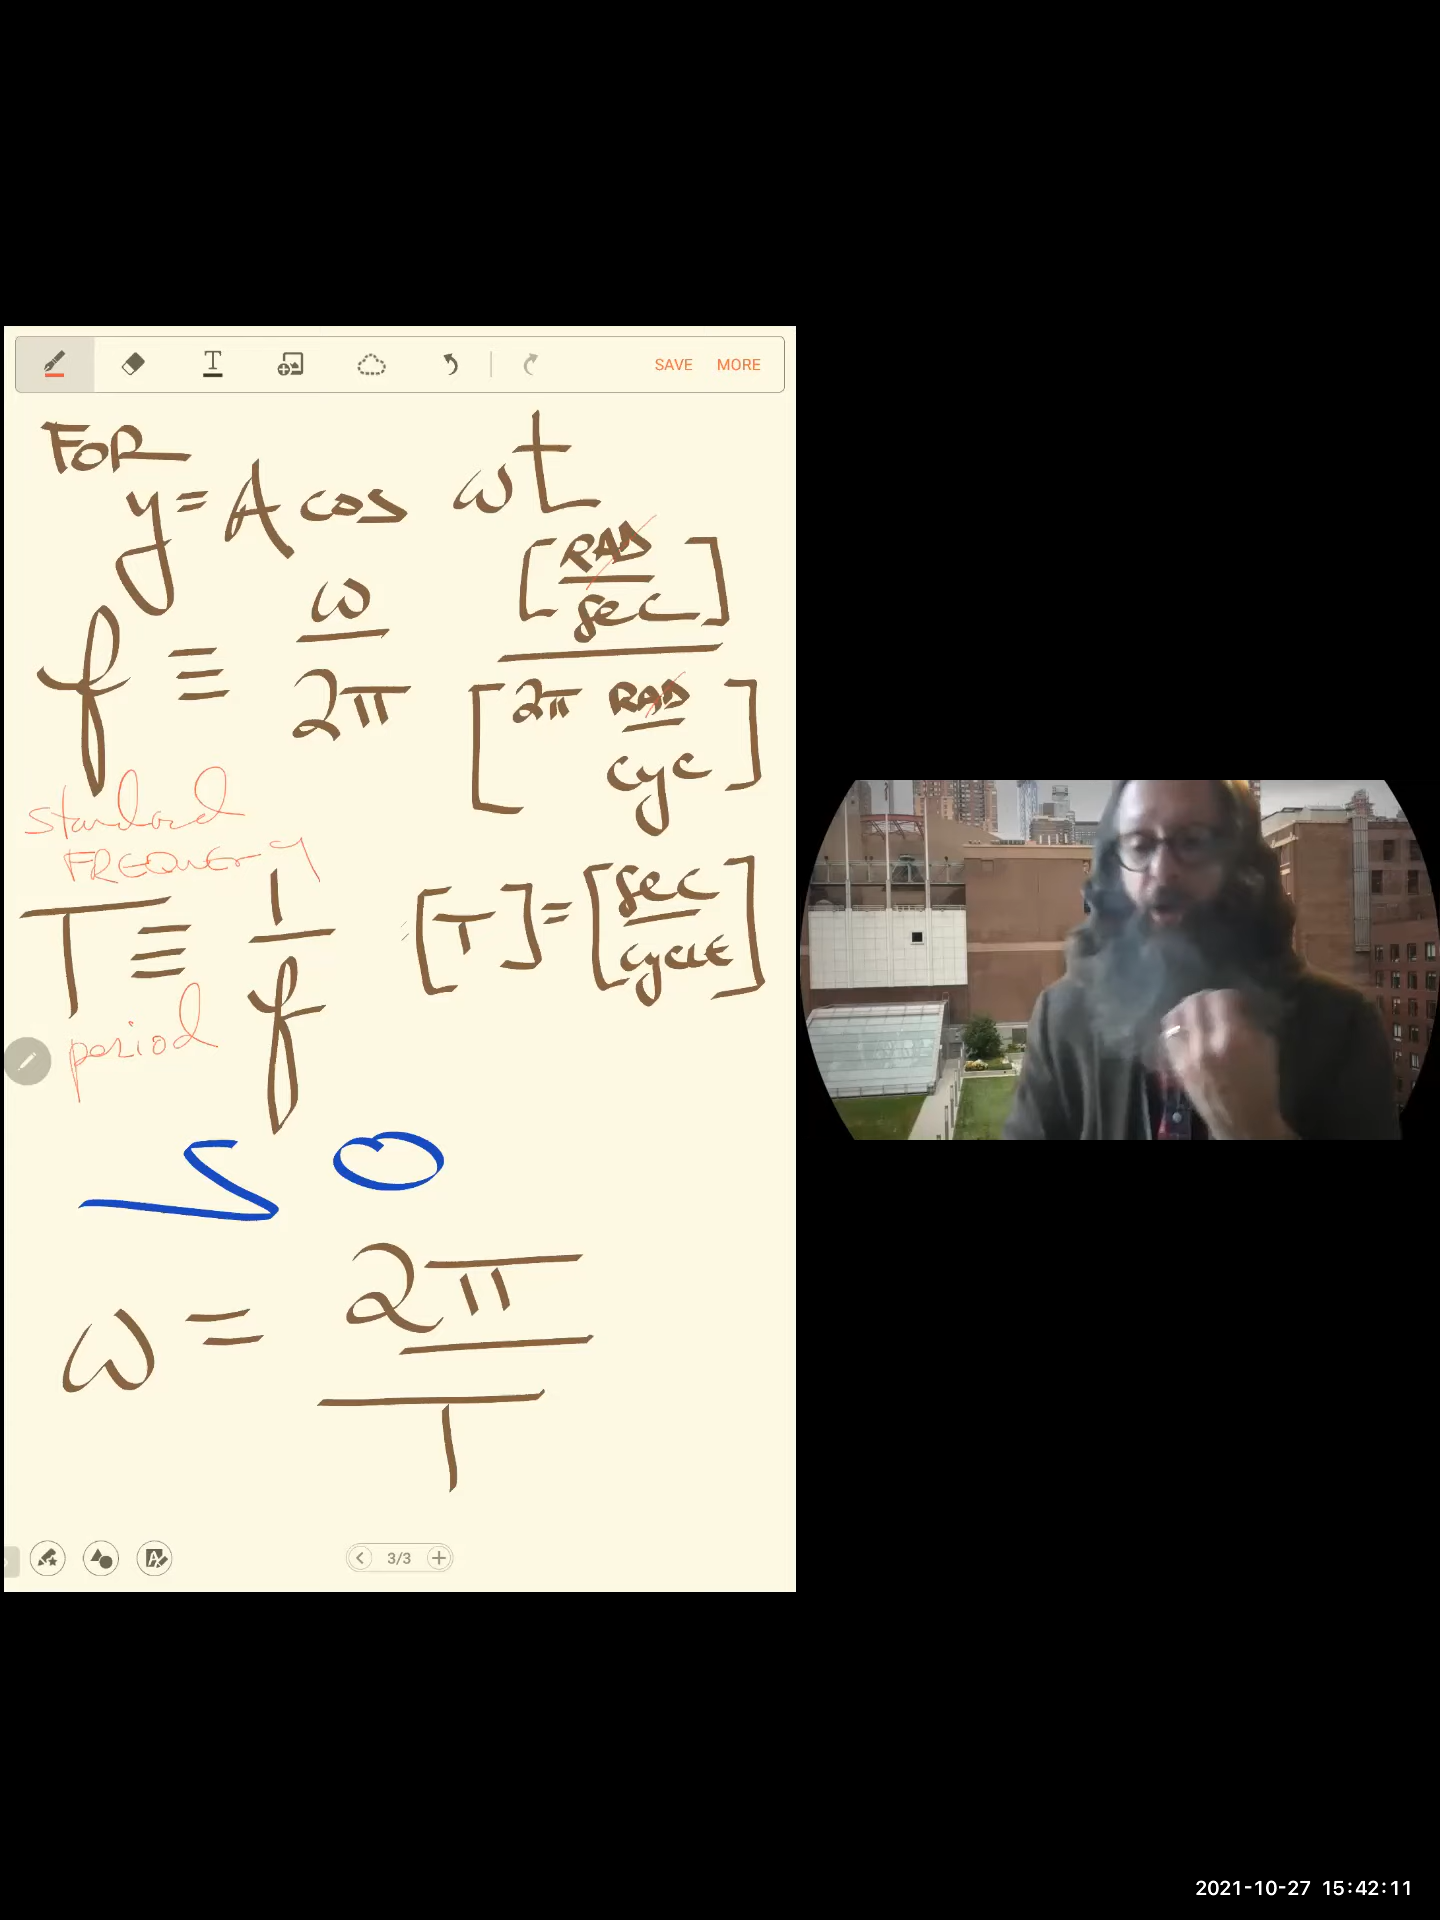 T SAVE MORE
FOR
y = A cos ωt
f ≡ ω/2π [RAD/sec]/[2π RAD/cyc]
standard
FREQUENCY
T ≡ 1/f [T] = [sec/cycle]
period
SO
ω = 2π/T
A 3/3
2021-10-27 15:42:11